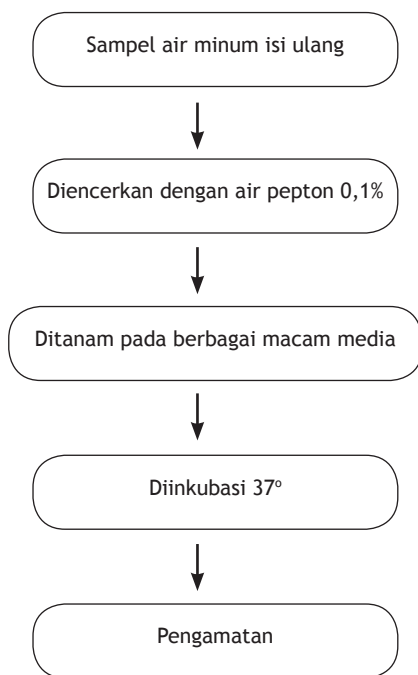 Sampel air minum isi ulang
Diencerkan dengan air pepton 0,1%
Ditanam pada berbagai macam media
Diinkubasi 37º
Pengamatan